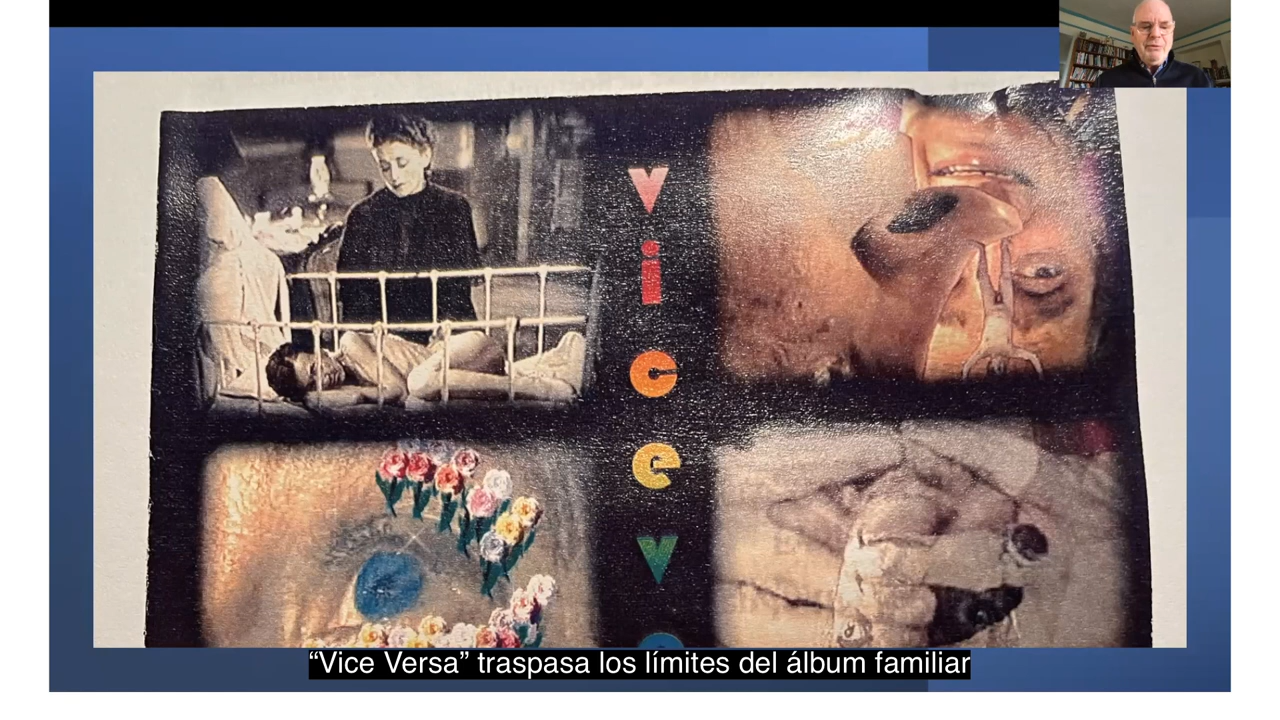 vice v
“Vice Versa” traspasa los límites del álbum familiar